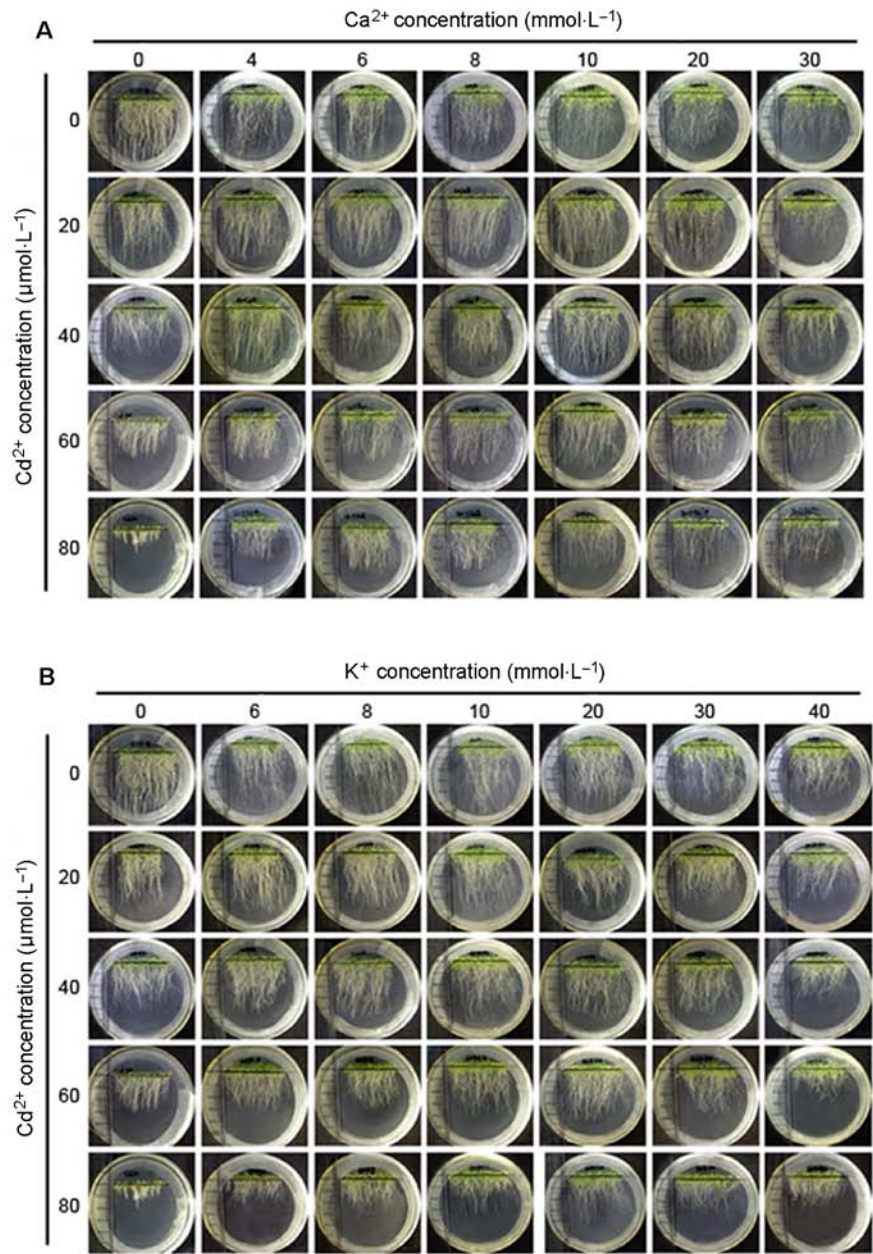 A
Ca²⁺ concentration (mmol·L⁻¹)
0 4 6 8 10 20 30
Cd²⁺ concentration (µmol·L⁻¹)
0
20
40
60
80
B
K⁺ concentration (mmol·L⁻¹)
0 6 8 10 20 30 40
Cd²⁺ concentration (µmol·L⁻¹)
0
20
40
60
80